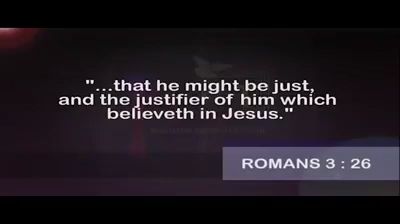 "...that he might be just,
and the justifier of him which
believeth in Jesus."
ROMANS 3 : 26